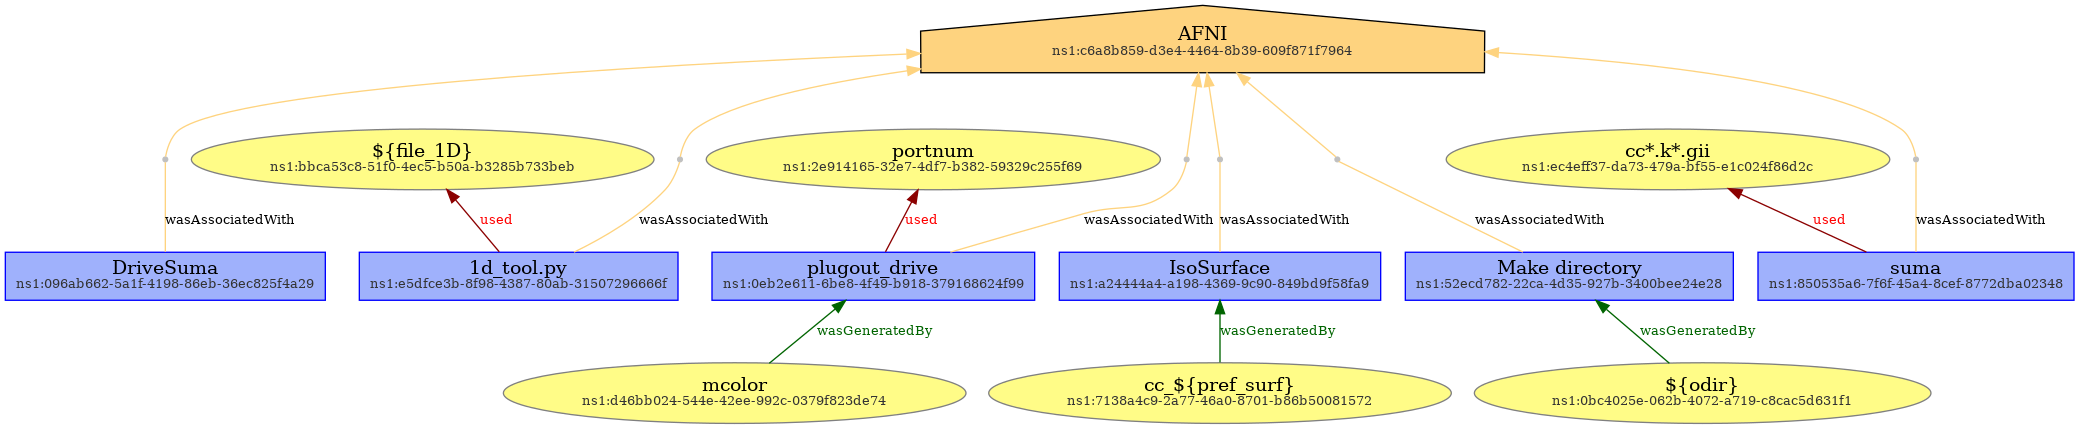 AFNI
ns1:c6a8b859-d3e4-4464-8b39-609f871f7964
${file_1D}
ns1:bbca53c8-51f0-4ec5-b50a-b3285b733beb
portnum
ns1:2e914165-32e7-4df7-b382-59329c255f69
cc*.k*.gii
ns1:ec4eff37-da73-479a-bf55-e1c024f86d2c
wasAssociatedWith
used
wasAssociatedWith
used
wasAssociatedWith
wasAssociatedWith
wasAssociatedWith
used
wasAssociatedWith
DriveSuma
ns1:096ab662-5a1f-4198-86eb-36ec825f4a29
1d_tool.py
ns1:e5dfce3b-8f98-4387-80ab-31507296666f
plugout_drive
ns1:0eb2e611-6be8-4f49-b918-379168624f99
IsoSurface
ns1:a24444a4-a198-4369-9c90-849bd9f58fa9
Make directory
ns1:52ecd782-22ca-4d35-927b-3400bee24e28
suma
ns1:850535a6-7f6f-45a4-8cef-8772dba02348
wasGeneratedBy
wasGeneratedBy
wasGeneratedBy
mcolor
ns1:d46bb024-544e-42ee-992c-0379f823de74
cc_${pref_surf}
ns1:7138a4c9-2a77-46a0-8701-b86b50081572
${odir}
ns1:0bc4025e-062b-4072-a719-c8cac5d631f1